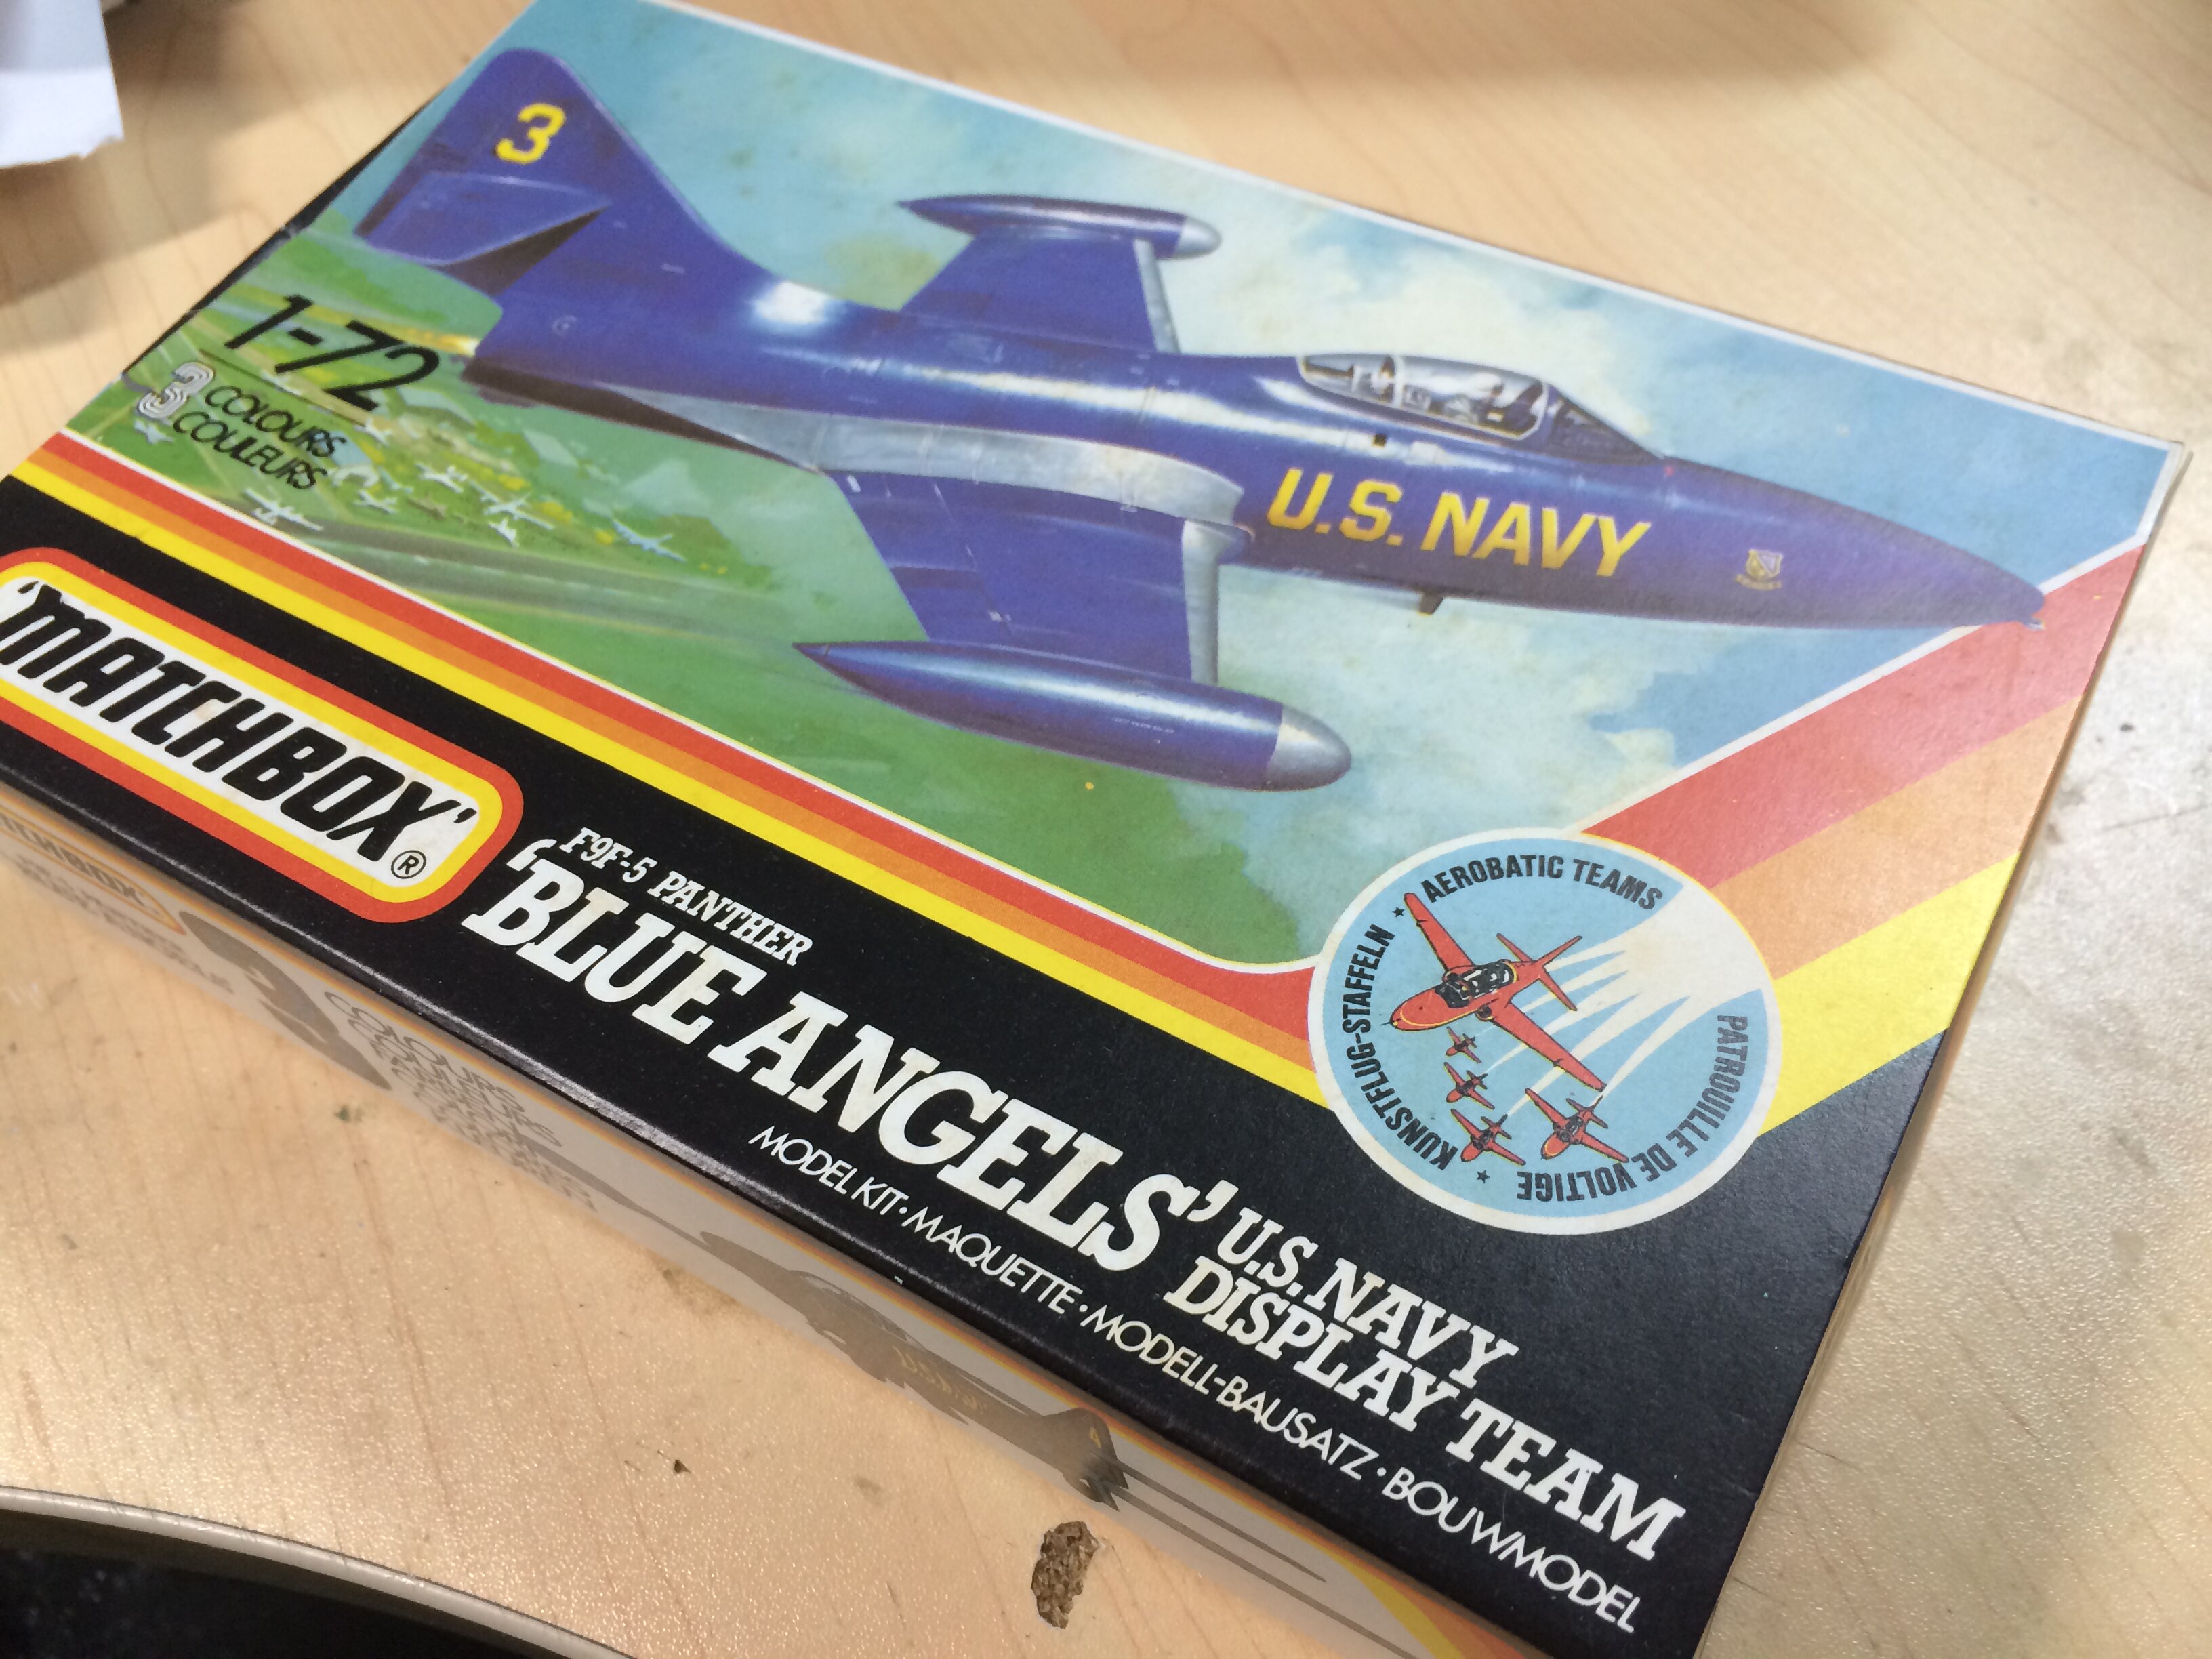 3
1-72
3 COLOURS
COULEURS
U.S. NAVY
'MATCHBOX'®
F9F-5 PANTHER
'BLUE ANGELS' U.S. NAVY
DISPLAY TEAM
MODEL KIT • MAQUETTE • MODELL-BAUSATZ • BOUWMODEL
AEROBATIC TEAMS
PATROUILLE DE VOLTIGE
KUNSTFLUG-STAFFELN
COLOURS